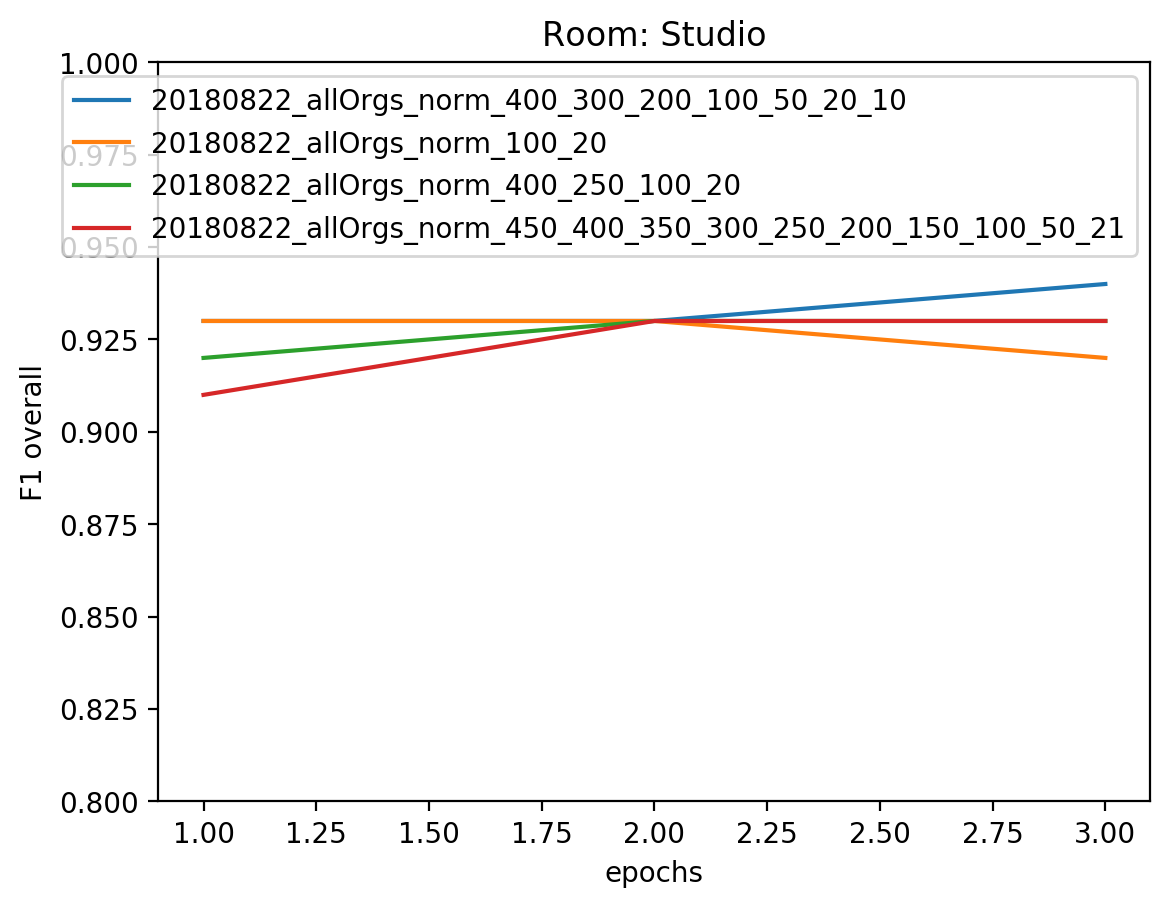 Room: Studio
1.000
0.975
0.950
0.925
0.900
0.875
0.850
0.825
0.800
20180822_allOrgs_norm_400_300_200_100_50_20_10
20180822_allOrgs_norm_100_20
20180822_allOrgs_norm_400_250_100_20
20180822_allOrgs_norm_450_400_350_300_250_200_150_100_50_21
F1 overall
1.00 1.25 1.50 1.75 2.00 2.25 2.50 2.75 3.00
epochs